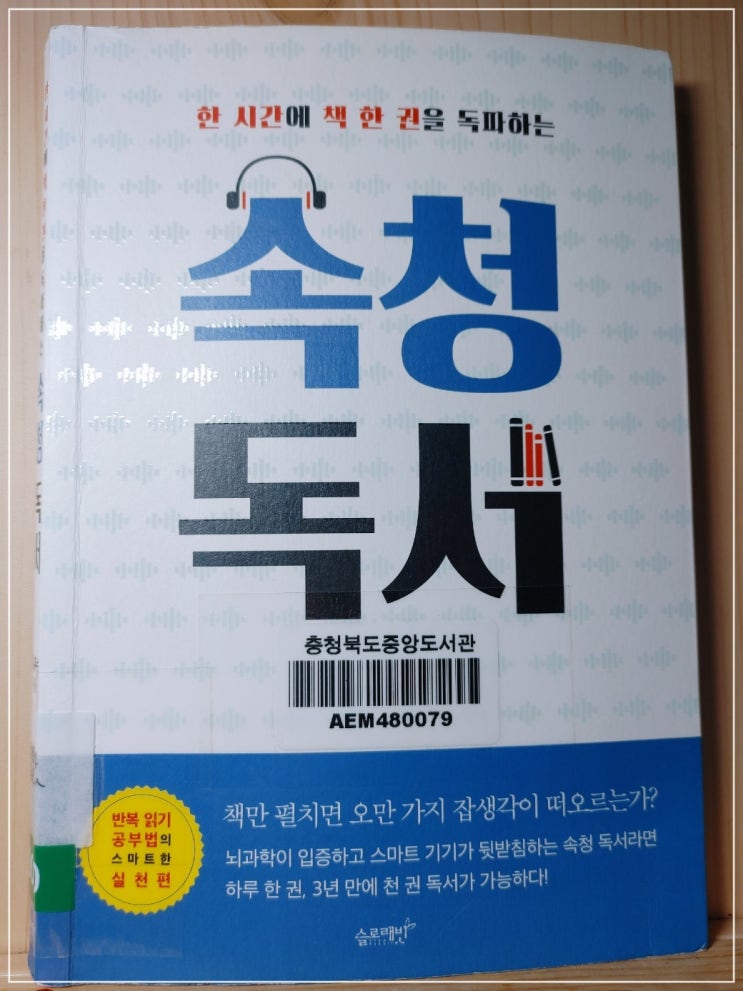 한 시간에 책 한 권을 독파하는
속청
독서
충청북도중앙도서관
AEM480079
반복 읽기
공부법의
스마트한
실천편
책만 펼치면 오만 가지 잡생각이 떠오르는가?
뇌과학이 입증하고 스마트 기기가 뒷받침하는 속청 독서라면
하루 한 권, 3년 만에 천 권 독서가 가능하다!
슬로래빗